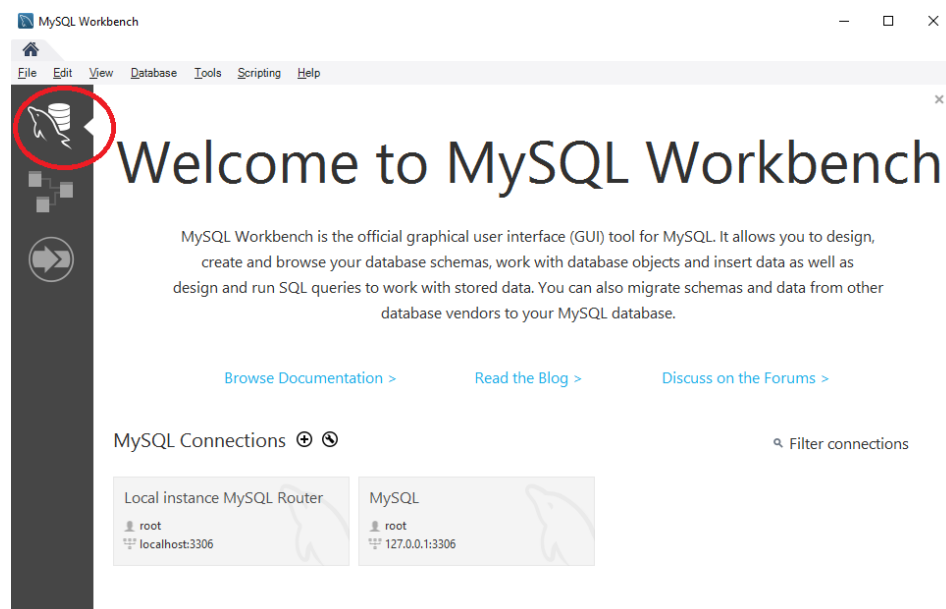 MySQL Workbench
File Edit View Database Tools Scripting Help
Welcome to MySQL Workbench
MySQL Workbench is the official graphical user interface (GUI) tool for MySQL. It allows you to design,
create and browse your database schemas, work with database objects and insert data as well as
design and run SQL queries to work with stored data. You can also migrate schemas and data from other
database vendors to your MySQL database.
Browse Documentation > Read the Blog > Discuss on the Forums >
MySQL Connections Filter connections
Local instance MySQL Router MySQL
root root
localhost:3306 127.0.0.1:3306